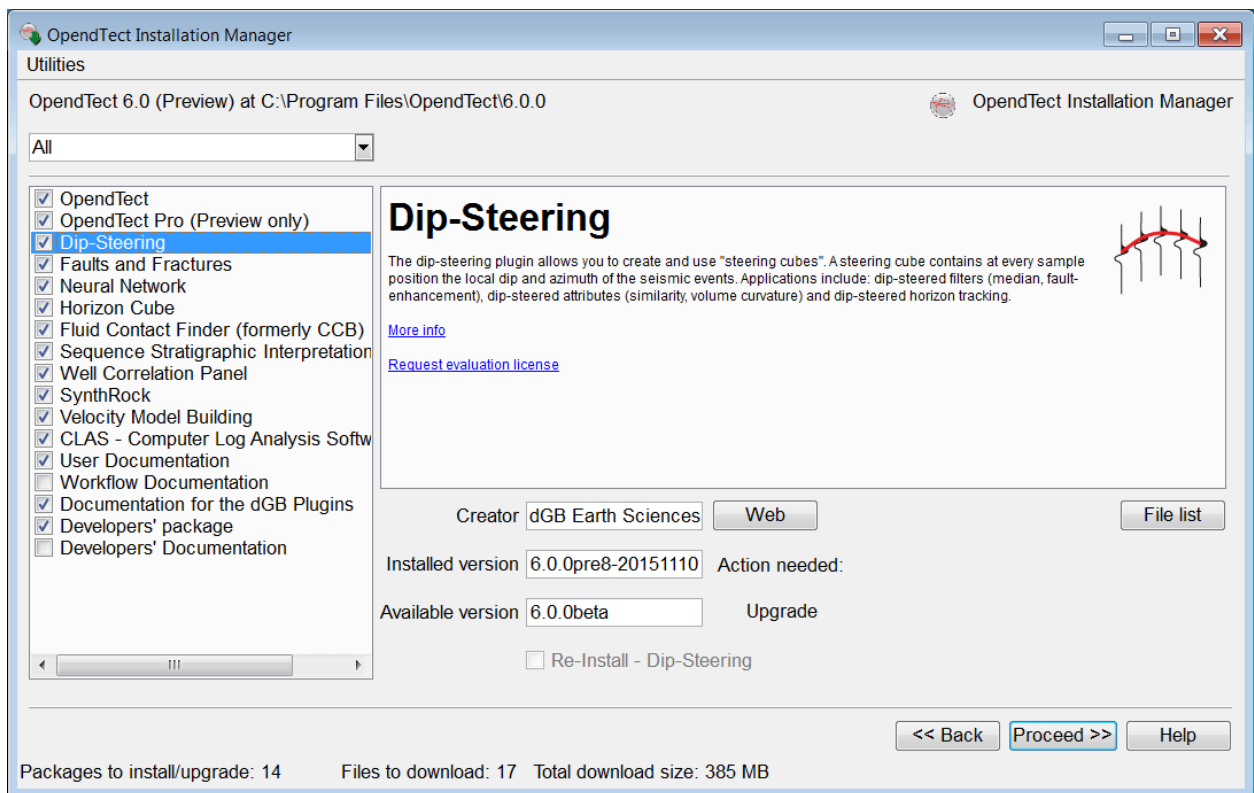 OpendTect Installation Manager
Utilities
OpendTect 6.0 (Preview) at C:\Program Files\OpendTect\6.0.0
OpendTect Installation Manager
All
OpendTect
OpendTect Pro (Preview only)
Dip-Steering
Faults and Fractures
Neural Network
Horizon Cube
Fluid Contact Finder (formerly CCB)
Sequence Stratigraphic Interpretation
Well Correlation Panel
SynthRock
Velocity Model Building
CLAS - Computer Log Analysis Softw
User Documentation
Workflow Documentation
Documentation for the dGB Plugins
Developers' package
Developers' Documentation
Dip-Steering
The dip-steering plugin allows you to create and use "steering cubes". A steering cube contains at every sample
position the local dip and azimuth of the seismic events. Applications include: dip-steered filters (median, fault-
enhancement), dip-steered attributes (similarity, volume curvature) and dip-steered horizon tracking.
More info
Request evaluation license
Creator dGB Earth Sciences Web File list
Installed version 6.0.0pre8-20151110 Action needed:
Available version 6.0.0beta Upgrade
Re-Install - Dip-Steering
<< Back Proceed >> Help
Packages to install/upgrade: 14 Files to download: 17 Total download size: 385 MB